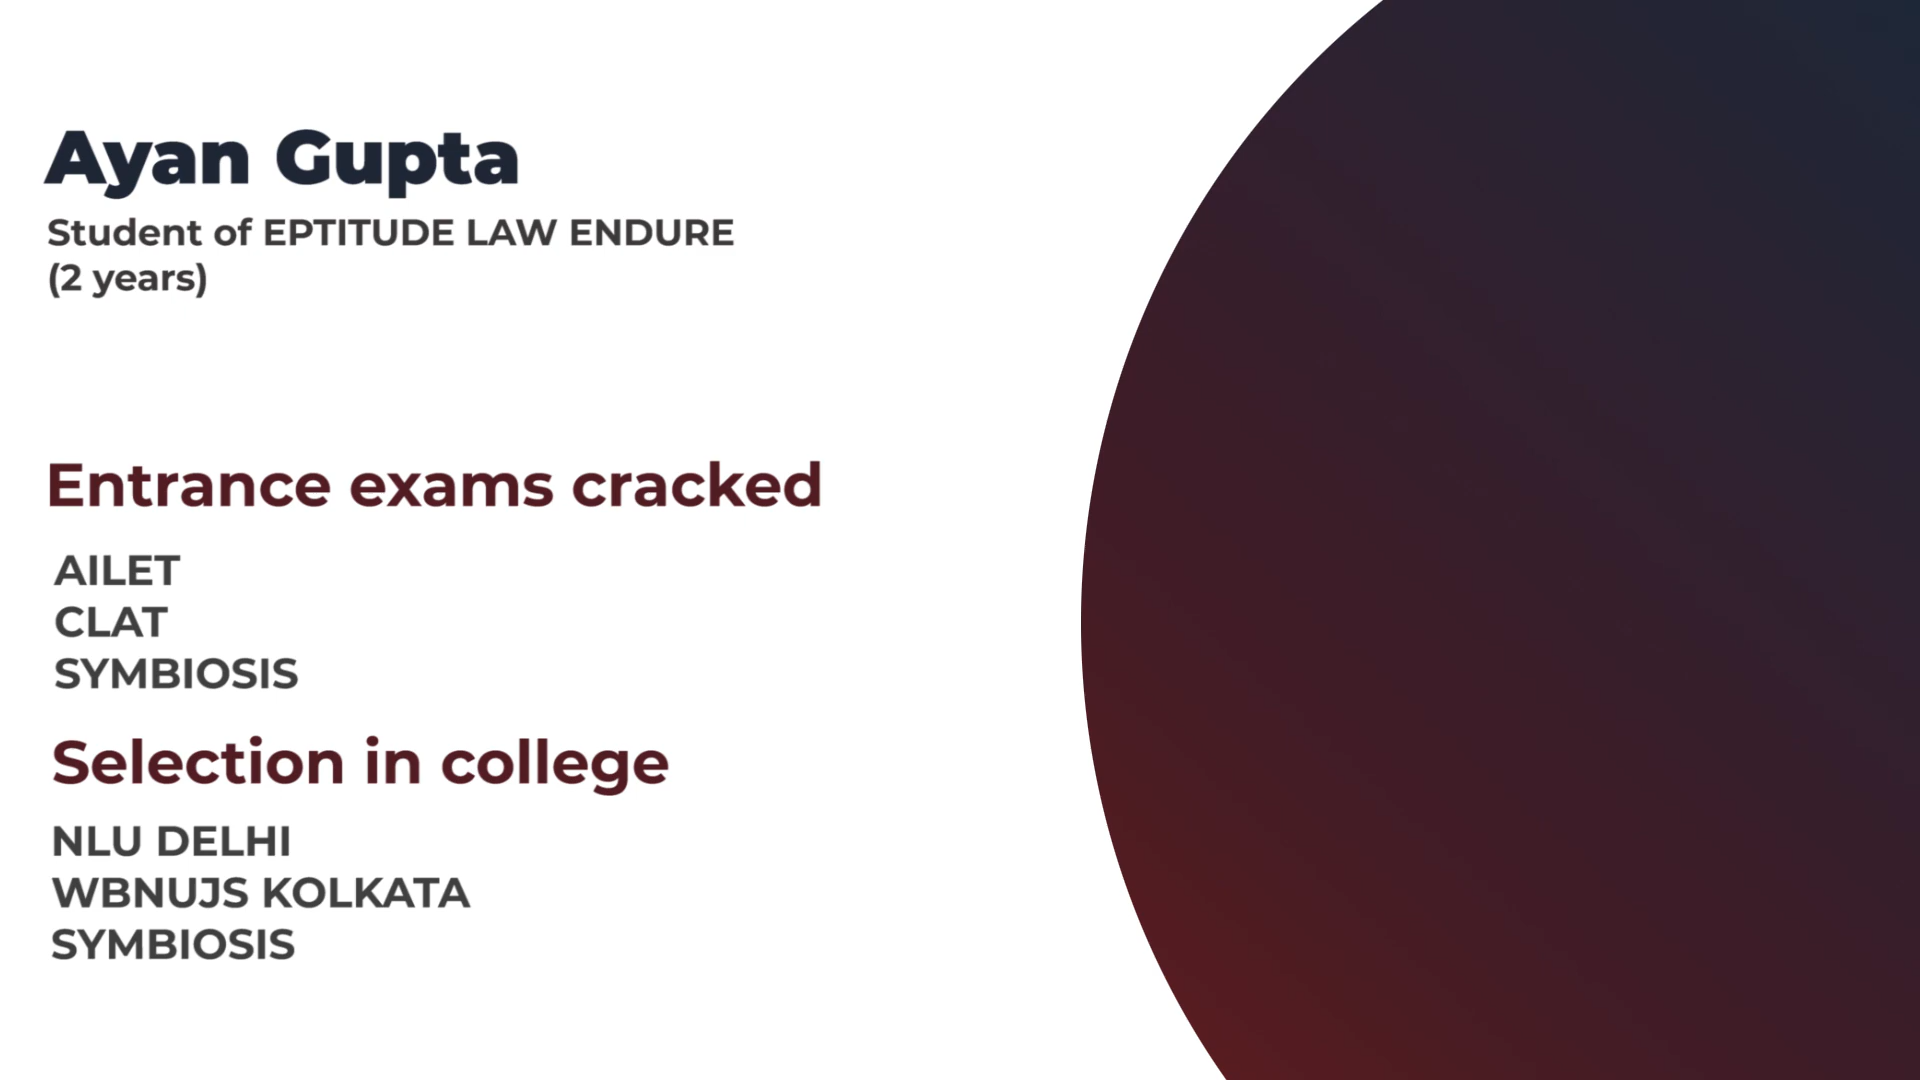 Ayan Gupta
Student of EPTITUDE LAW ENDURE
(2 years)
Entrance exams cracked
AILET
CLAT
SYMBIOSIS
Selection in college
NLU DELHI
WBNUJS KOLKATA
SYMBIOSIS